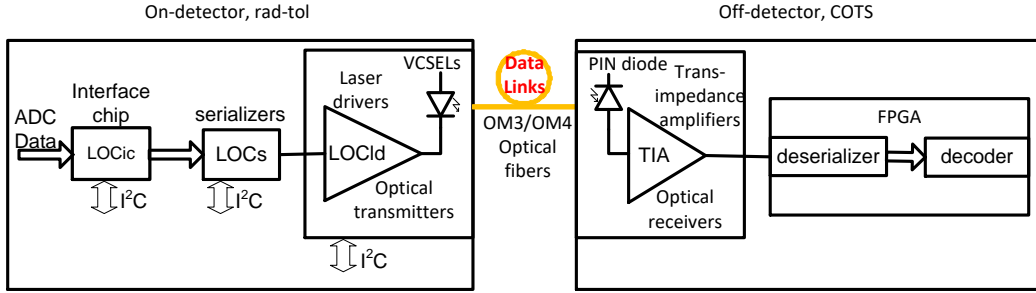 On-detector, rad-tol
Off-detector, COTS
ADC
Data
Interface
chip
LOCic
I²C
serializers
LOCs
I²C
Laser
drivers
VCSELs
LOCld
Optical
transmitters
I²C
Data
Links
OM3/OM4
Optical
fibers
PIN diode
Trans-
impedance
amplifiers
TIA
Optical
receivers
FPGA
deserializer
decoder